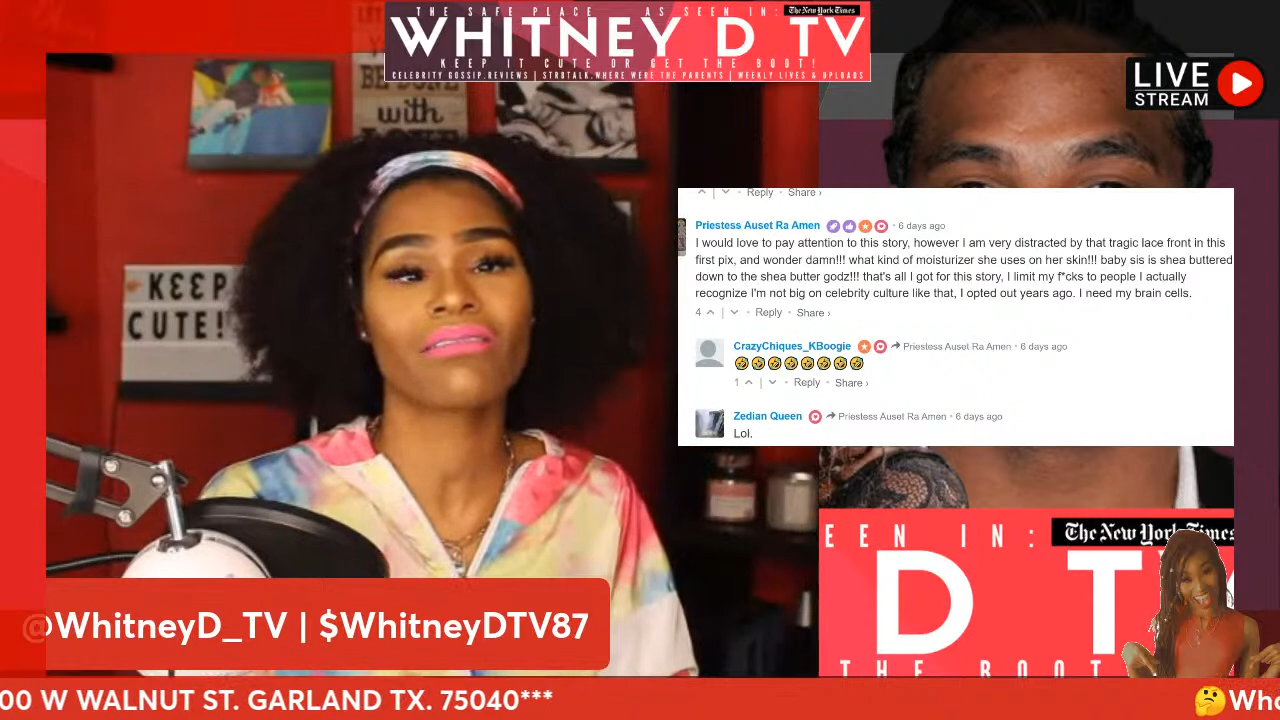 THE SAFE PLACE AS SEEN IN: The New York Times
WHITNEY D TV
KEEP IT CUTE OR GET THE BOOT!
CELEBRITY GOSSIP.REVIEWS | STR8TALK.WHERE WERE THE PARENTS | WEEKLY LIVES & UPLOADS
LIVE
STREAM
BE DONE
with
KEEP
CUTE!
Reply · Share ›
Priestess Auset Ra Amen · 6 days ago
I would love to pay attention to this story, however I am very distracted by that tragic lace front in this
first pix, and wonder damn!!! what kind of moisturizer she uses on her skin!!! baby sis is shea buttered
down to the shea butter godz!!! that's all I got for this story, I limit my f*cks to people I actually
recognize I'm not big on celebrity culture like that, I opted out years ago. I need my brain cells.
4 · Reply · Share ›
CrazyChiques_KBoogie Priestess Auset Ra Amen · 6 days ago
🤣🤣🤣🤣🤣🤣🤣🤣
1 · Reply · Share ›
Zedian Queen Priestess Auset Ra Amen · 6 days ago
Lol.
EEN IN: The New York Times
D T
THE BOOT
@WhitneyD_TV | $WhitneyDTV87
00 W WALNUT ST. GARLAND TX. 75040***
🤔Who